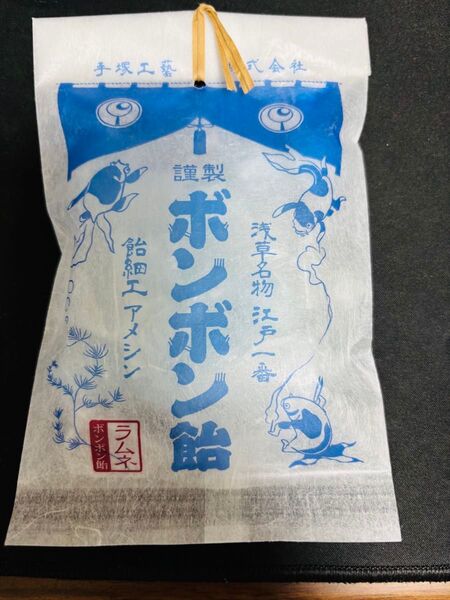 手塚工藝株式会社
謹製
浅草名物 江戸一番
ボンボン飴
飴細工 アメシン
ラムネ
ボンボン飴